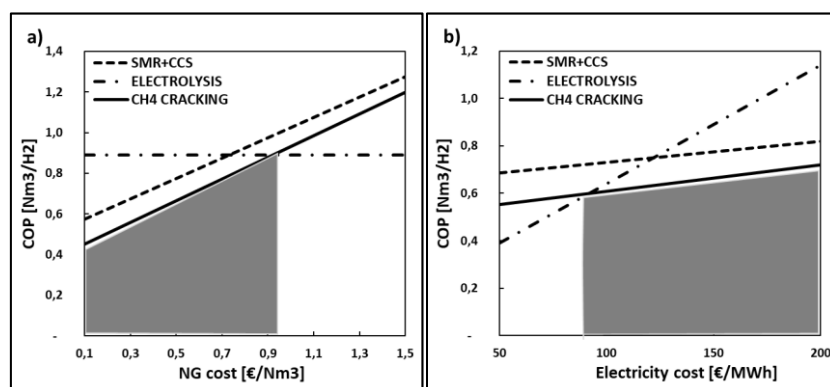 a)
SMR+CCS
ELECTROLYSIS
CH4 CRACKING
COP [Nm3/H2]
1,4
1,2
1,0
0,8
0,6
0,4
0,2
-
0,1 0,3 0,5 0,7 0,9 1,1 1,3 1,5
NG cost [€/Nm3]
b)
SMR+CCS
ELECTROLYSIS
CH4 CRACKING
COP [Nm3/H2]
1,2
1,0
0,8
0,6
0,4
0,2
-
50 100 150 200
Electricity cost [€/MWh]